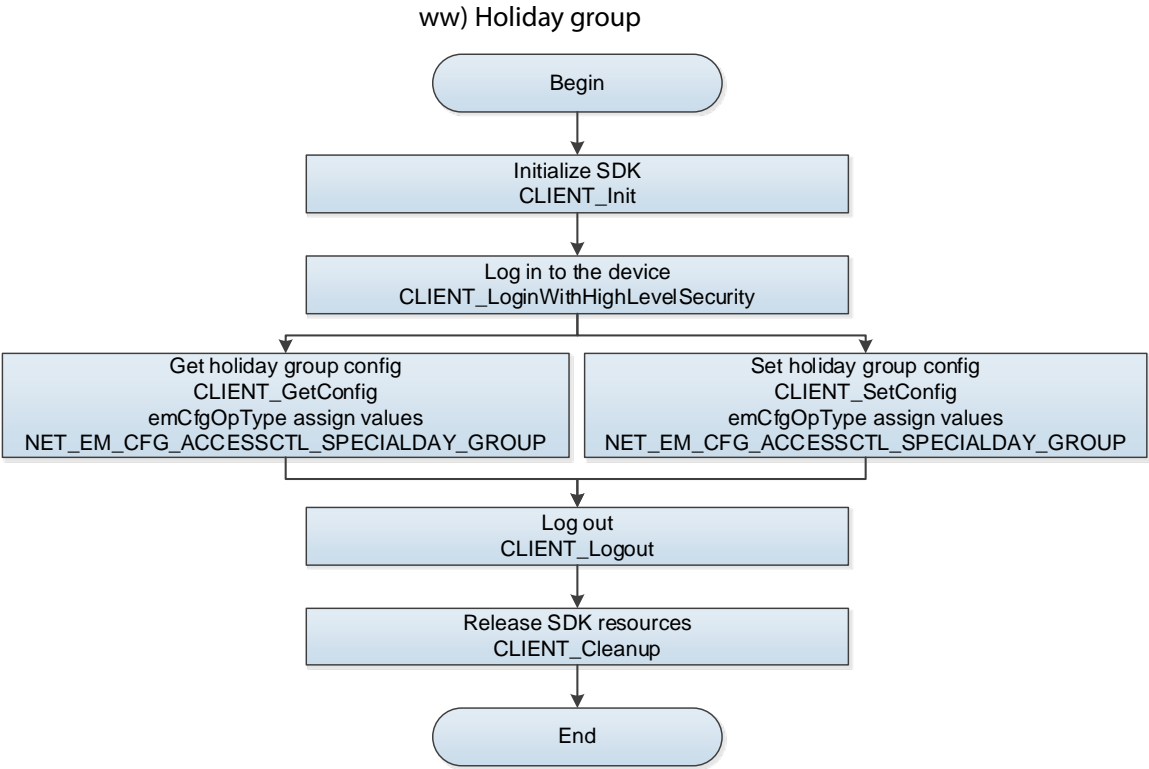 ww) Holiday group
Begin
Initialize SDK
CLIENT_Init
Log in to the device
CLIENT_LoginWithHighLevelSecurity
Get holiday group config
CLIENT_GetConfig
emCfgOpType assign values
NET_EM_CFG_ACCESSCTL_SPECIALDAY_GROUP
Set holiday group config
CLIENT_SetConfig
emCfgOpType assign values
NET_EM_CFG_ACCESSCTL_SPECIALDAY_GROUP
Log out
CLIENT_Logout
Release SDK resources
CLIENT_Cleanup
End